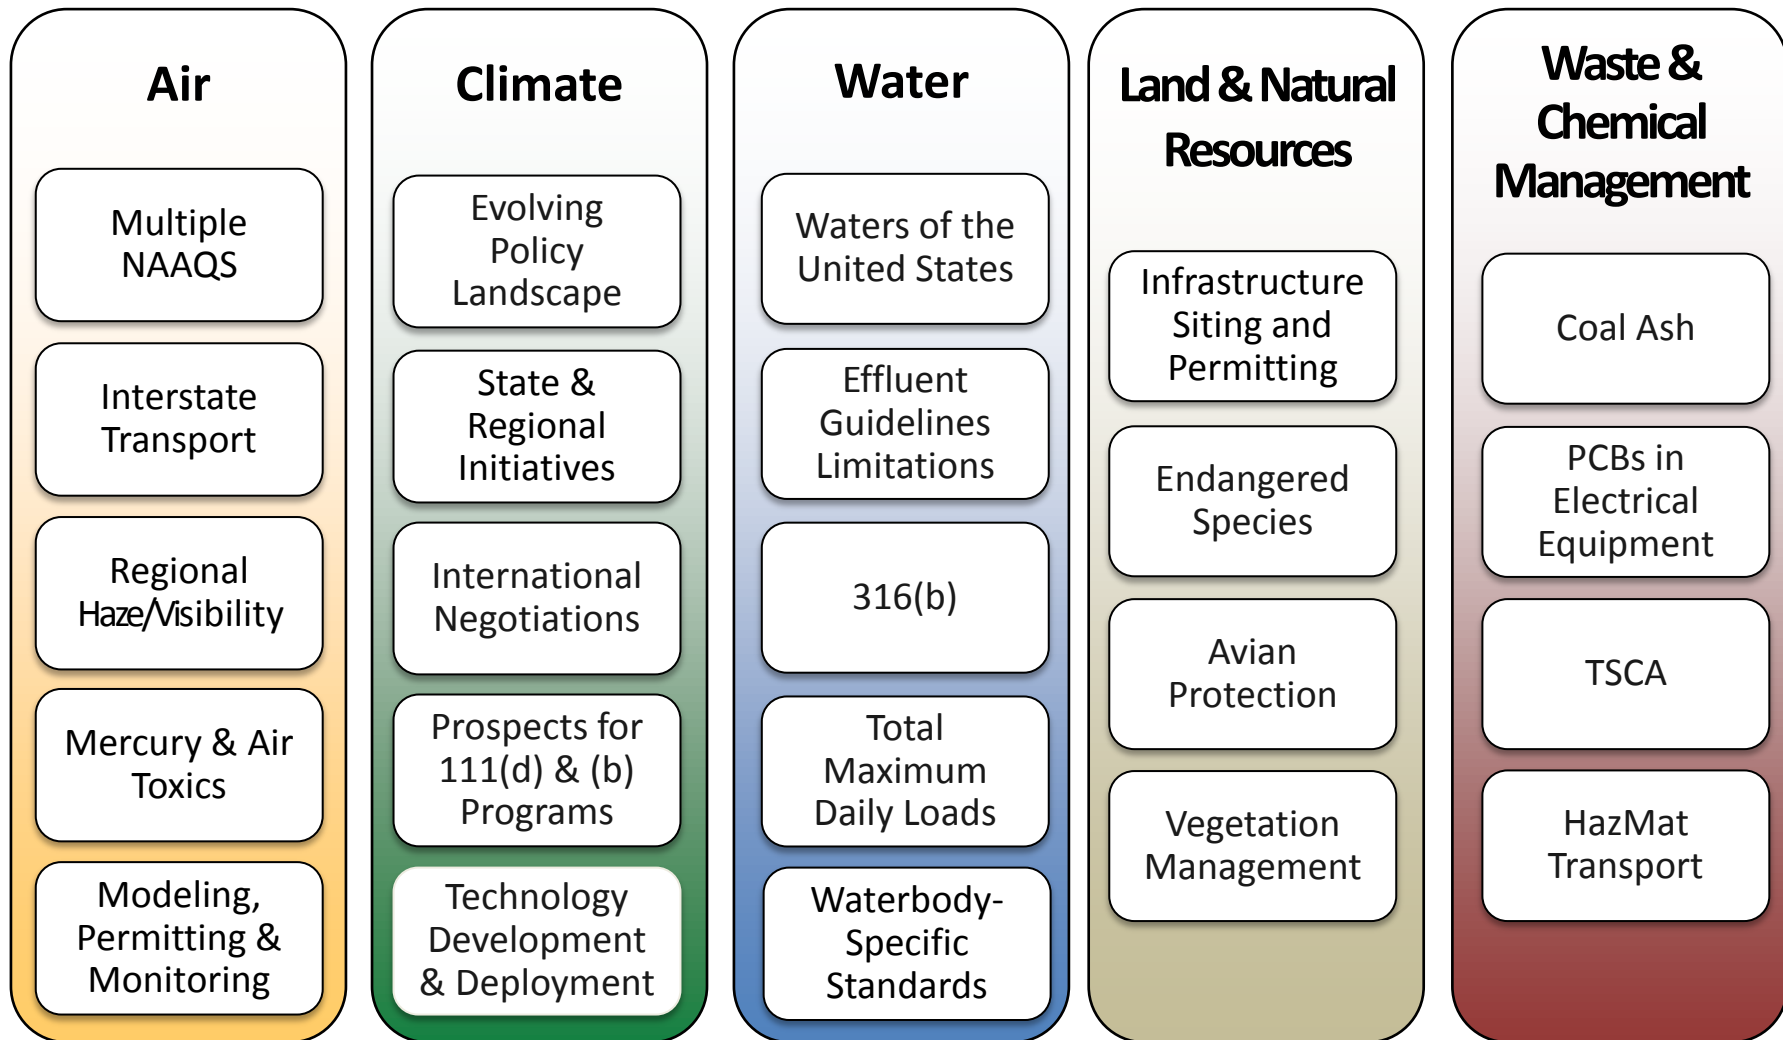 Air
Multiple
NAAQS
Interstate
Transport
Regional
Haze/Visibility
Mercury & Air
Toxics
Modeling,
Permitting &
Monitoring
Climate
Evolving
Policy
Landscape
State &
Regional
Initiatives
International
Negotiations
Prospects for
111(d) & (b)
Programs
Technology
Development
& Deployment
Water
Waters of the
United States
Effluent
Guidelines
Limitations
316(b)
Total
Maximum
Daily Loads
Waterbody-
Specific
Standards
Land & Natural
Resources
Infrastructure
Siting and
Permitting
Endangered
Species
Avian
Protection
Vegetation
Management
Waste &
Chemical
Management
Coal Ash
PCBs in
Electrical
Equipment
TSCA
HazMat
Transport